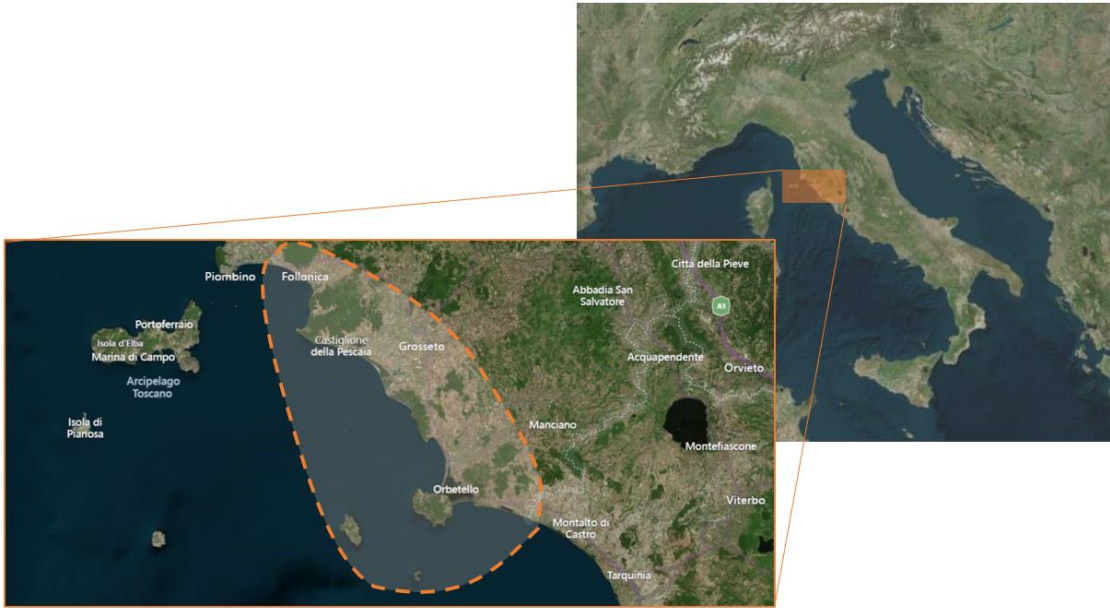 Città della Pieve
Piombino
Follonica
Abbadia San
Salvatore
A1
Portoferraio
Isola d'Elba
Marina di Campo
Castiglione
della Pescaia
Grosseto
Acquapendente
Orvieto
Arcipelago
Toscano
Isola di
Pianosa
Manciano
Montefiascone
Orbetello
Viterbo
Montalto di
Castro
Tarquinia